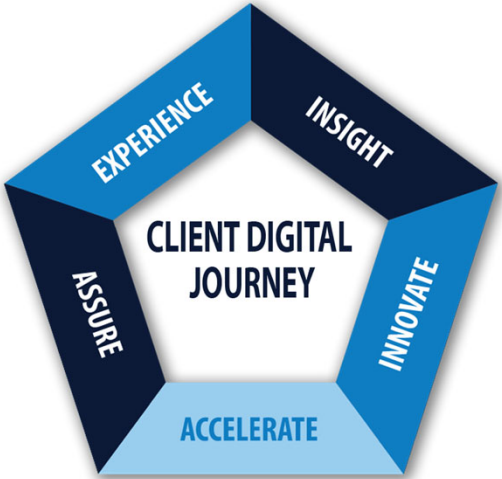 EXPERIENCE
INSIGHT
CLIENT DIGITAL
JOURNEY
ASSURE
INNOVATE
ACCELERATE